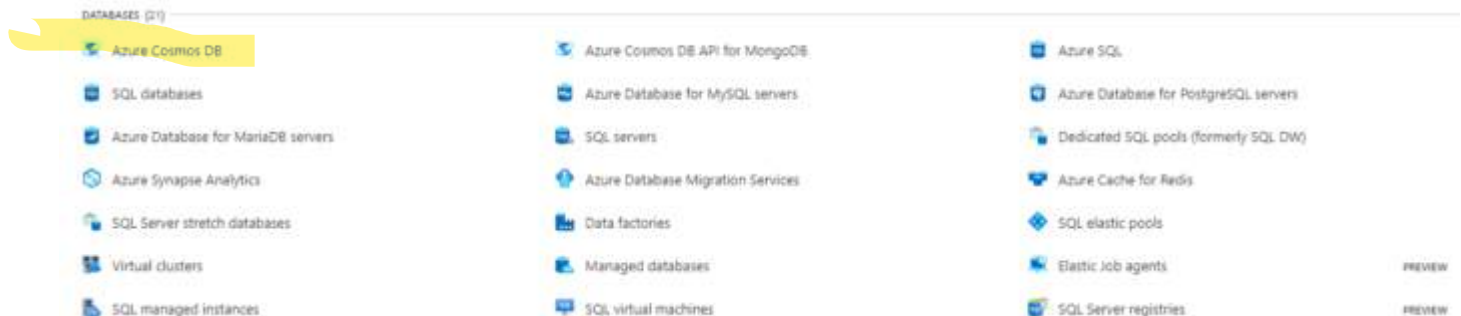 DATABASES (21)
Azure Cosmos DB Azure Cosmos DB API for MongoDB Azure SQL
SQL databases Azure Database for MySQL servers Azure Database for PostgreSQL servers
Azure Database for MariaDB servers SQL servers Dedicated SQL pools (formerly SQL DW)
Azure Synapse Analytics Azure Database Migration Services Azure Cache for Redis
SQL Server stretch databases Data factories SQL elastic pools
Virtual clusters Managed databases Elastic Job agents PREVIEW
SQL managed instances SQL virtual machines SQL Server registries PREVIEW